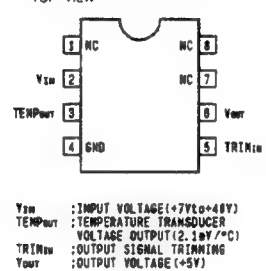 TOP VIEW
1 NC NC 8
VIN 2 NC 7
TEMPOUT 3 6 VOUT
4 GND 5 TRIMIN
VIN ;INPUT VOLTAGE(+7Vto+40V)
TEMPOUT ;TEMPERATURE TRANSDUCER
VOLTAGE OUTPUT(2.1mV/°C)
TRIMIN ;OUTPUT SIGNAL TRIMMING
VOUT ;OUTPUT VOLTAGE(+5V)